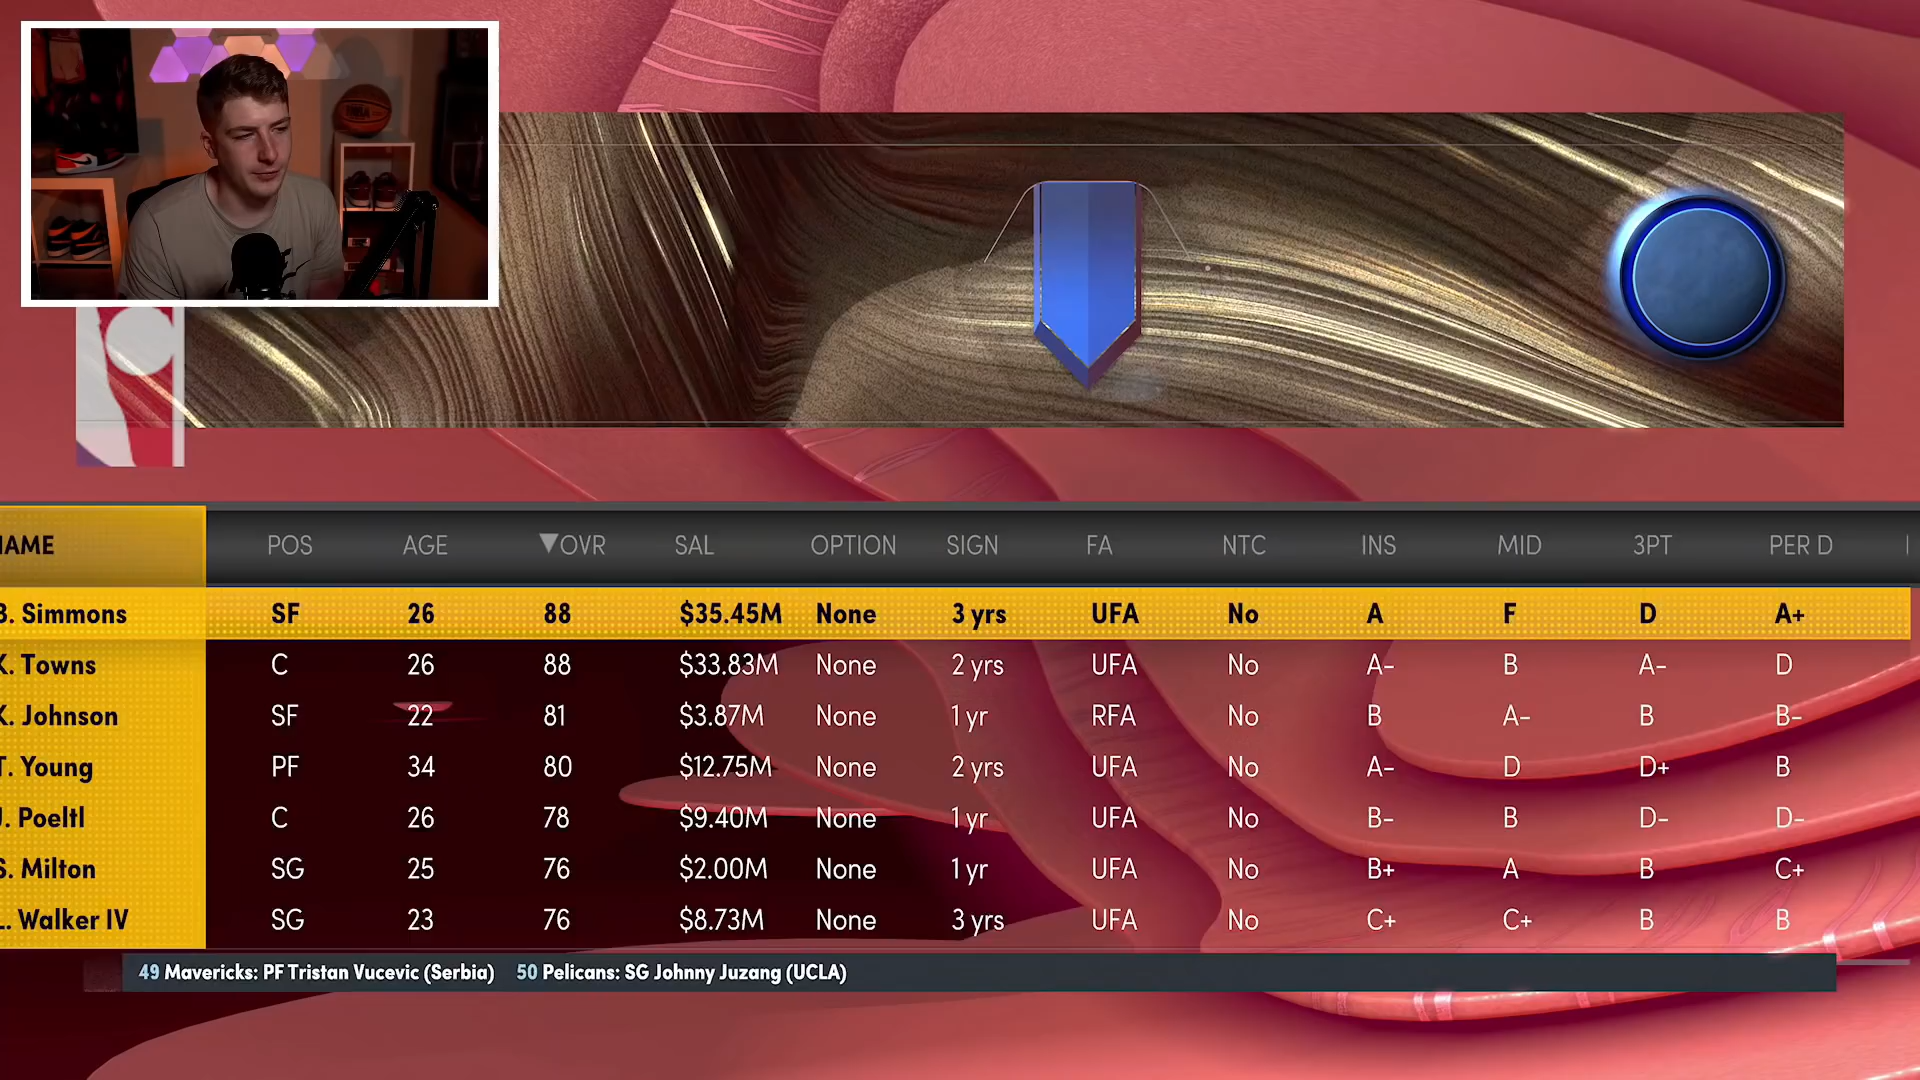 NAME POS AGE ▼OVR SAL OPTION SIGN FA NTC INS MID 3PT PER D
B. Simmons SF 26 88 $35.45M None 3 yrs UFA No A F D A+
K. Towns C 26 88 $33.83M None 2 yrs UFA No A- B A- D
K. Johnson SF 22 81 $3.87M None 1 yr RFA No B A- B B-
T. Young PF 34 80 $12.75M None 2 yrs UFA No A- D D+ B
J. Poeltl C 26 78 $9.40M None 1 yr UFA No B- B D- D-
S. Milton SG 25 76 $2.00M None 1 yr UFA No B+ A B C+
L. Walker IV SG 23 76 $8.73M None 3 yrs UFA No C+ C+ B B
49 Mavericks: PF Tristan Vucevic (Serbia) 50 Pelicans: SG Johnny Juzang (UCLA)